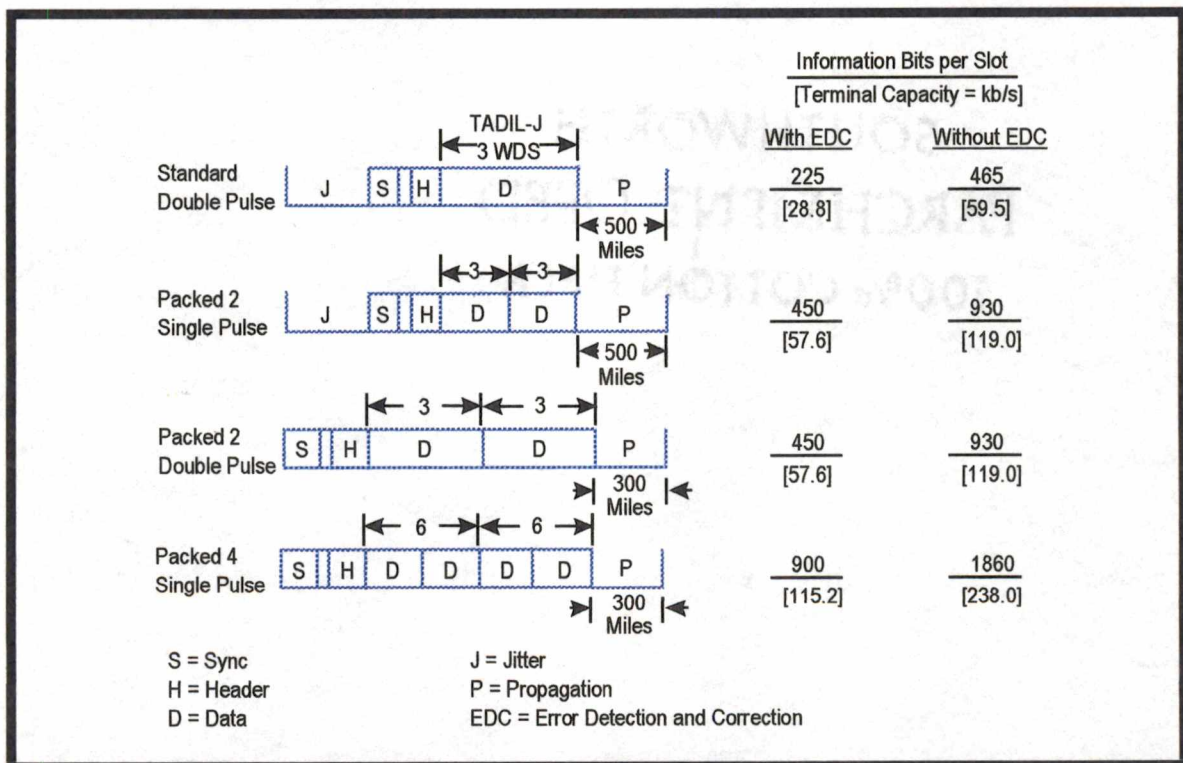 Information Bits per Slot
[Terminal Capacity = kb/s]
With EDC Without EDC
TADIL-J
3 WDS
Standard
Double Pulse
J S H D P
500
Miles
225
[28.8]
465
[59.5]
Packed 2
Single Pulse
3 3
J S H D D P
500
Miles
450
[57.6]
930
[119.0]
Packed 2
Double Pulse
3 3
S H D D P
300
Miles
450
[57.6]
930
[119.0]
Packed 4
Single Pulse
6 6
S H D D D D P
300
Miles
900
[115.2]
1860
[238.0]
S = Sync
H = Header
D = Data
J = Jitter
P = Propagation
EDC = Error Detection and Correction